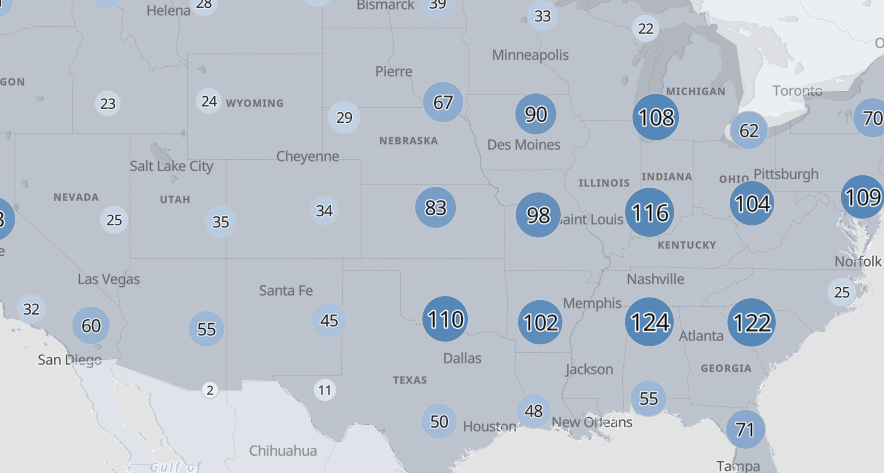 28
39
Helena
Bismarck
33
22
Minneapolis
GON
Pierre
MICHIGAN
Toronto
23
24
WYOMING
67
29
90
108
62
70
NEBRASKA
Des Moines
Cheyenne
Salt Lake City
ILLINOIS
INDIANA
OHIO
Pittsburgh
NEVADA
UTAH
25
35
34
83
98
aint Louis
116
104
109
KENTUCKY
Norfolk
Las Vegas
Santa Fe
Nashville
25
32
60
55
45
110
102
Memphis
124
Atlanta
122
San Diego
Dallas
Jackson
GEORGIA
TEXAS
2
11
50
Houston
48
New Orleans
55
71
Chihuahua
Gulf of
Tampa